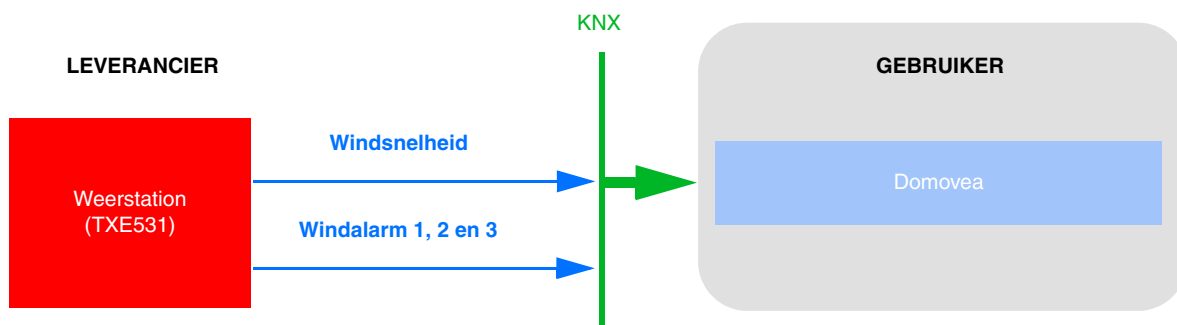 KNX
LEVERANCIER
GEBRUIKER
Windsnelheid
Weerstation
(TXE531)
Domovea
Windalarm 1, 2 en 3